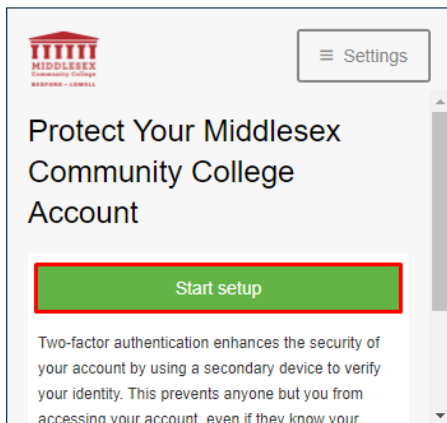 MIDDLESEX
Community College
BEDFORD • LOWELL
≡ Settings
Protect Your Middlesex
Community College
Account
Start setup
Two-factor authentication enhances the security of
your account by using a secondary device to verify
your identity. This prevents anyone but you from
accessing your account, even if they know your